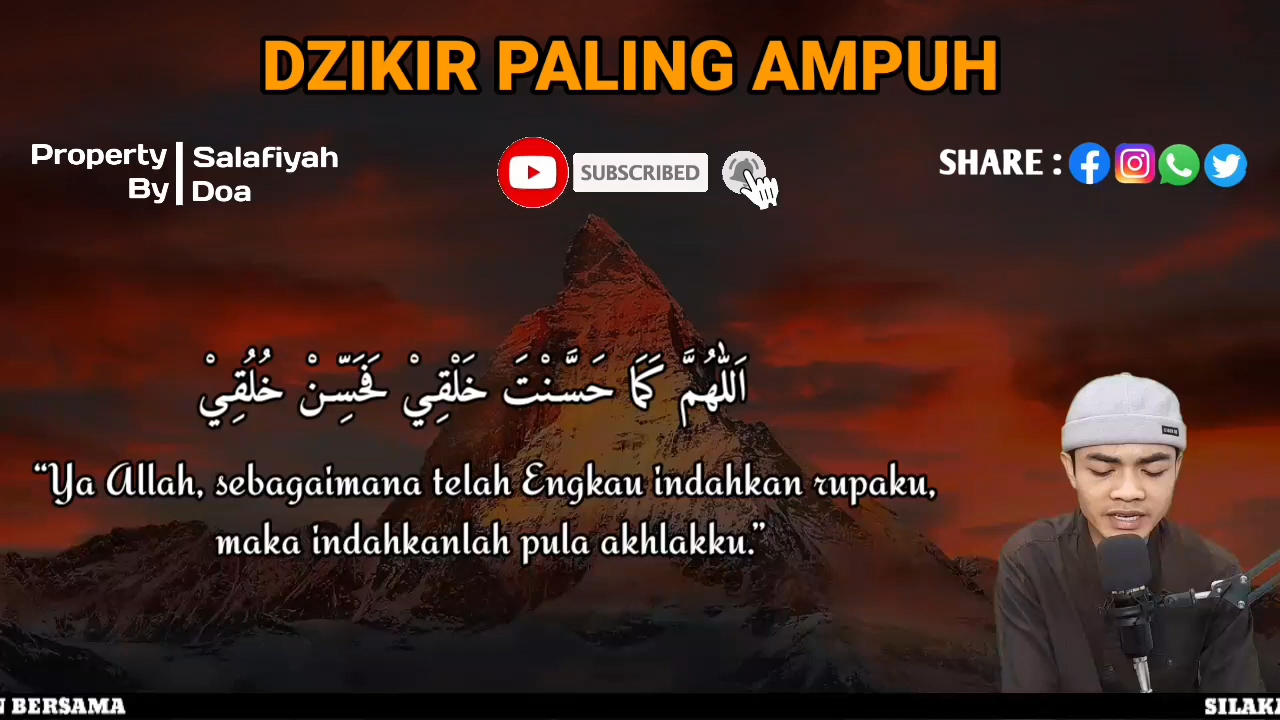 DZIKIR PALING AMPUH
Property By
Salafiyah Doa
SUBSCRIBED
SHARE :
اَللّٰهُمَّ كَمَا حَسَّنْتَ خَلْقِيْ فَحَسِّنْ خُلُقِيْ
“Ya Allah, sebagaimana telah Engkau indahkan rupaku,
maka indahkanlah pula akhlakku.”
BERSAMA